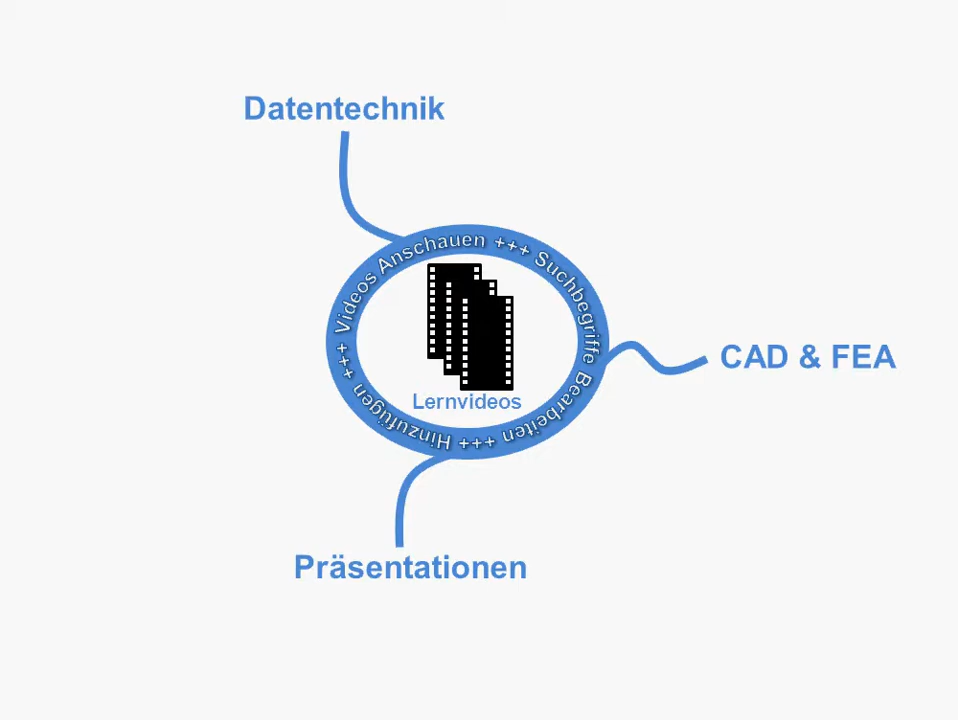 Datentechnik
+++ Videos Anschauen +++ Suchbegriffe Bearbeiten +++ Hinzufügen
Lernvideos
CAD & FEA
Präsentationen